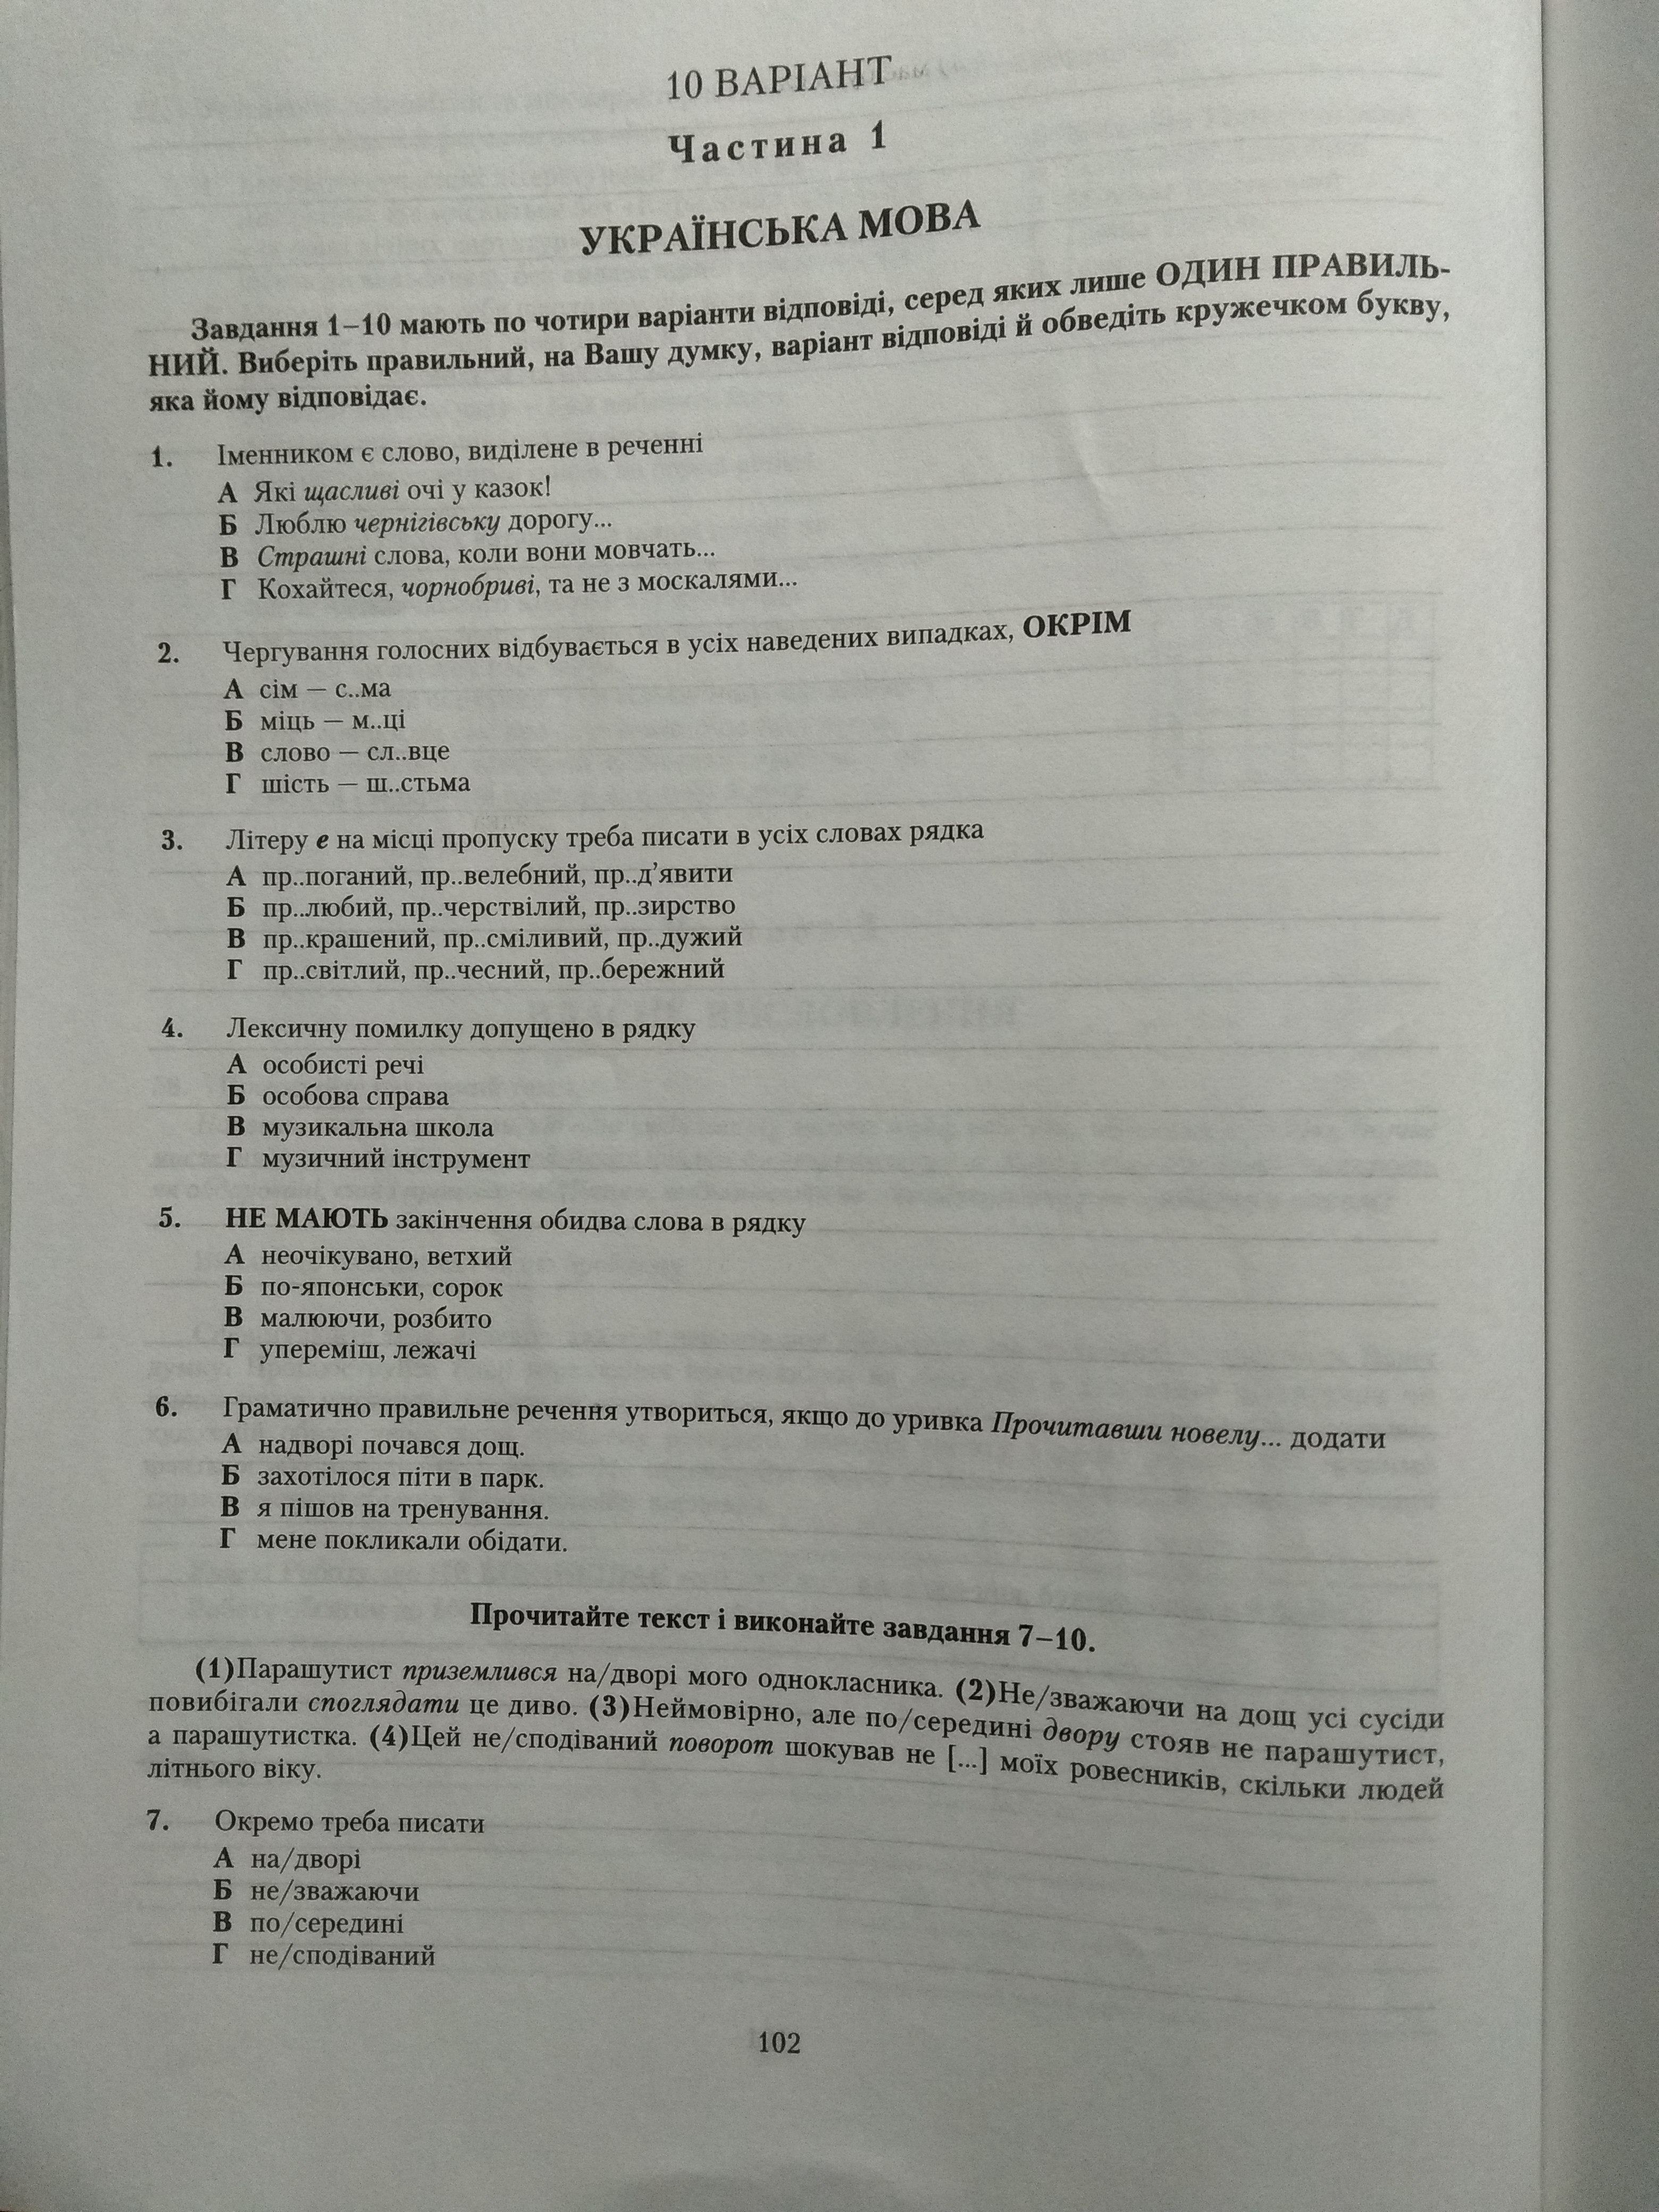 10 ВАРІАНТ
Частина 1
УКРАЇНСЬКА МОВА
Завдання 1–10 мають по чотири варіанти відповіді, серед яких лише ОДИН ПРАВИЛЬ-
НИЙ. Виберіть правильний, на Вашу думку, варіант відповіді й обведіть кружечком букву,
яка йому відповідає.
1. Іменником є слово, виділене в реченні
А Які щасливі очі у казок!
Б Люблю чернігівську дорогу...
В Страшні слова, коли вони мовчать...
Г Кохайтеся, чорнобриві, та не з москалями...
2. Чергування голосних відбувається в усіх наведених випадках, ОКРІМ
А сім — с..ма
Б міць — м..ці
В слово — сл..вце
Г шість — ш..стьма
3. Літеру е на місці пропуску треба писати в усіх словах рядка
А пр..поганий, пр..велебний, пр..д’явити
Б пр..любий, пр..черствілий, пр..зирство
В пр..крашений, пр..сміливий, пр..дужий
Г пр..світлий, пр..чесний, пр..бережний
4. Лексичну помилку допущено в рядку
А особисті речі
Б особова справа
В музикальна школа
Г музичний інструмент
5. НЕ МАЮТЬ закінчення обидва слова в рядку
А неочікувано, ветхий
Б по-японськи, сорок
В малюючи, розбито
Г упереміш, лежачі
6. Граматично правильне речення утвориться, якщо до уривка Прочитавши новелу... додати
А надворі почався дощ.
Б захотілося піти в парк.
В я пішов на тренування.
Г мене покликали обідати.
Прочитайте текст і виконайте завдання 7–10.
(1)Парашутист приземлився на/дворі мого однокласника. (2)Не/зважаючи на дощ усі сусіди
повибігали споглядати це диво. (3)Неймовірно, але по/середині двору стояв не парашутист,
а парашутистка. (4)Цей не/сподіваний поворот шокував не [...] моїх ровесників, скільки людей
літнього віку.
7. Окремо треба писати
А на/дворі
Б не/зважаючи
В по/середині
Г не/сподіваний
102